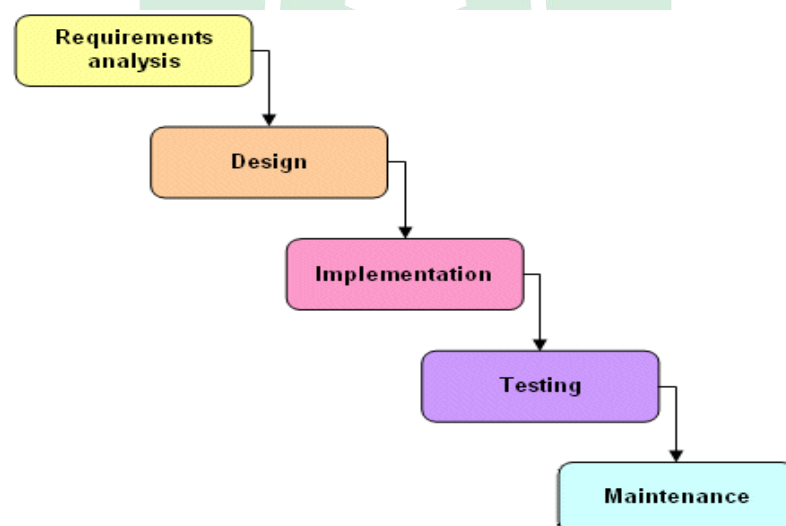 Requirements
analysis
Design
Implementation
Testing
Maintenance